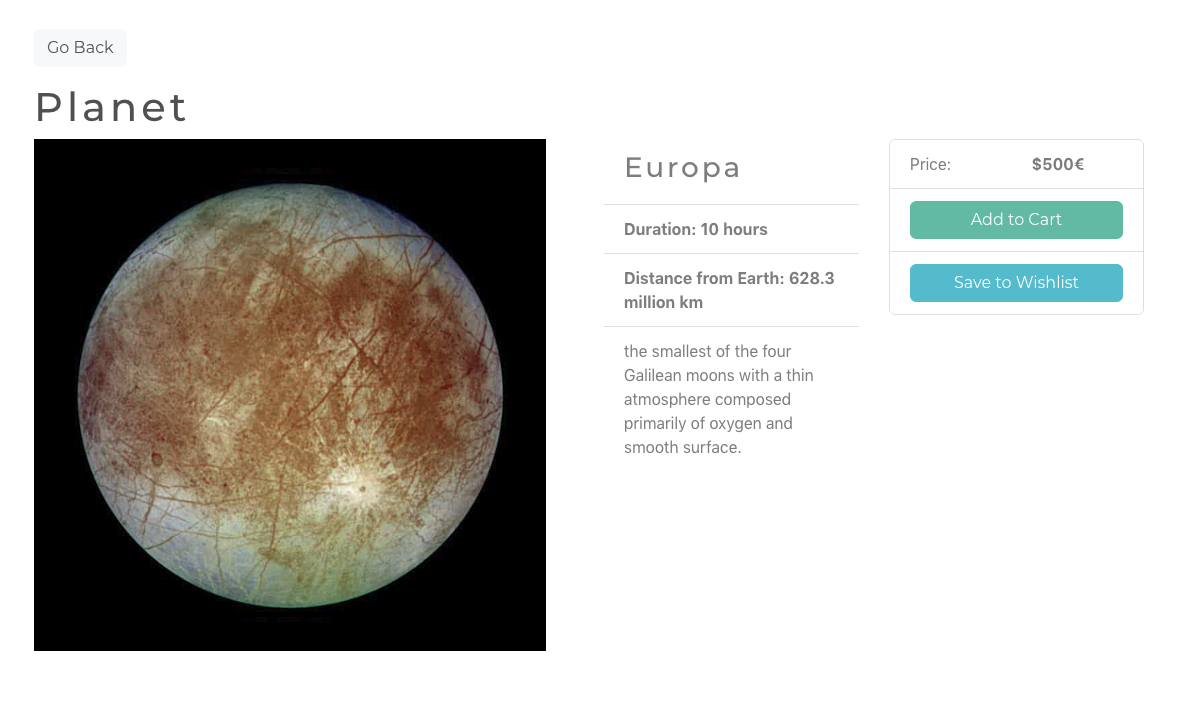 Go Back
Planet
Europa
Duration: 10 hours
Distance from Earth: 628.3
million km
the smallest of the four
Galilean moons with a thin
atmosphere composed
primarily of oxygen and
smooth surface.
Price: $500€
Add to Cart
Save to Wishlist